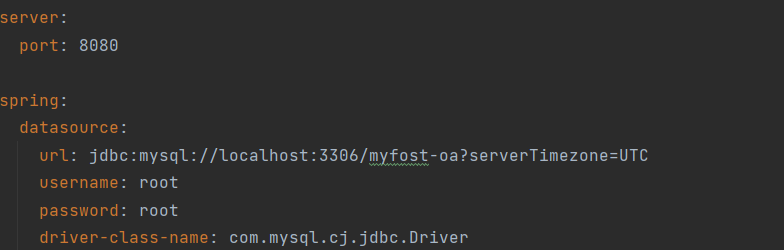 server:
  port: 8080
spring:
  datasource:
    url: jdbc:mysql://localhost:3306/myfost-oa?serverTimezone=UTC
    username: root
    password: root
    driver-class-name: com.mysql.cj.jdbc.Driver